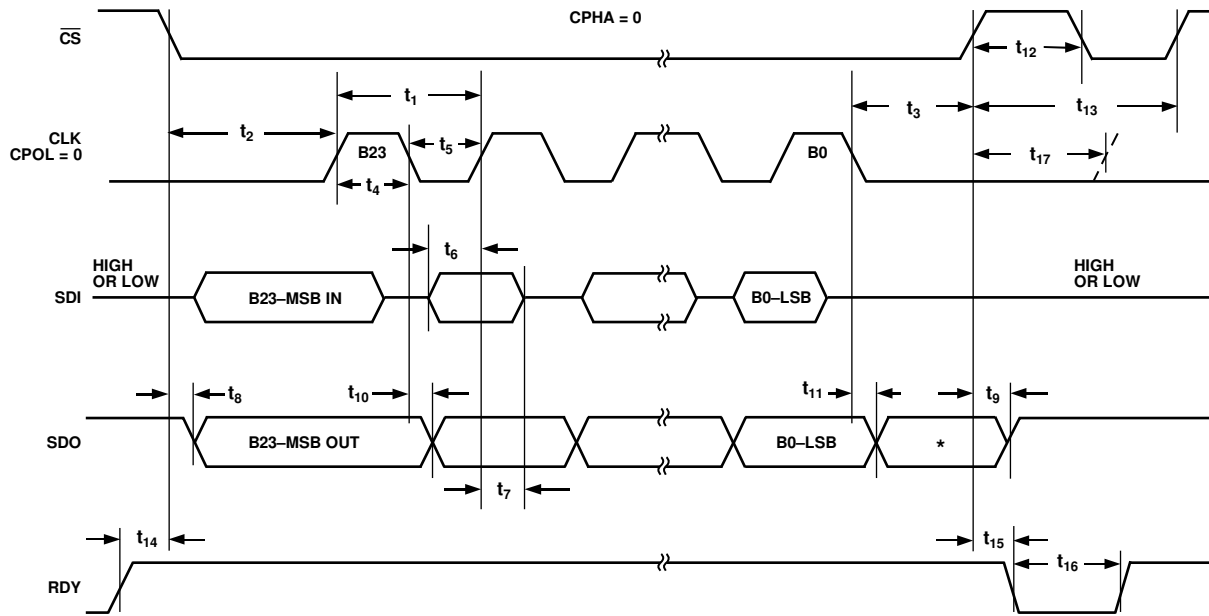 CPHA = 0
CS
t12
t1
t3
t13
CLK
CPOL = 0
t2
B23
t5
B0
t17
t4
t6
HIGH
OR LOW
HIGH
OR LOW
SDI
B23–MSB IN
B0–LSB
t8
t10
t11
t9
SDO
B23–MSB OUT
B0–LSB
*
t7
t14
t15
t16
RDY